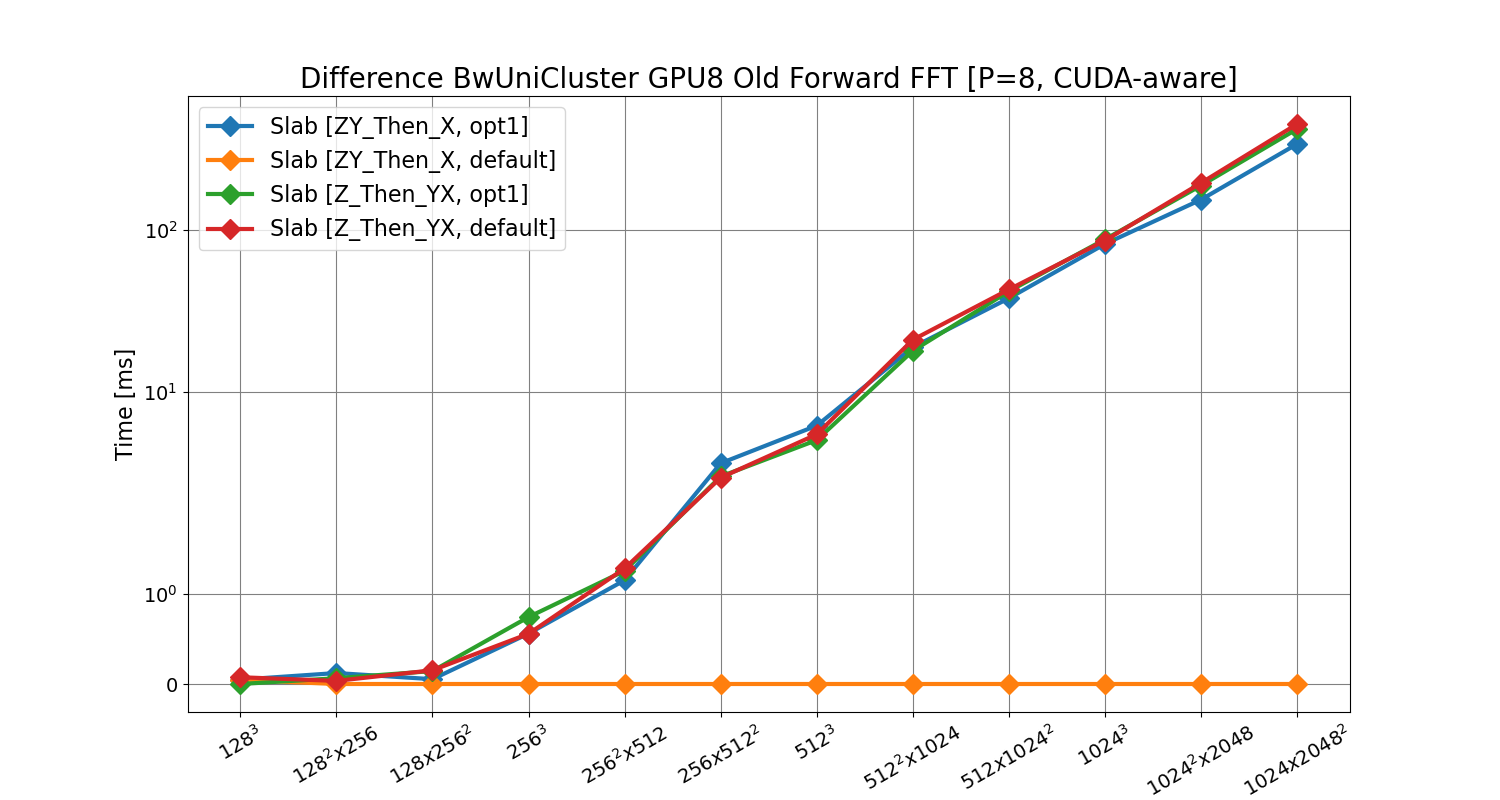 Difference BwUniCluster GPU8 Old Forward FFT [P=8, CUDA-aware]
Slab [ZY_Then_X, opt1]
Slab [ZY_Then_X, default]
Slab [Z_Then_YX, opt1]
Slab [Z_Then_YX, default]
Time [ms]
10²
10¹
10⁰
0
128³
128²x256
128x256²
256³
256²x512
256x512²
512³
512²x1024
512x1024²
1024³
1024²x2048
1024x2048²